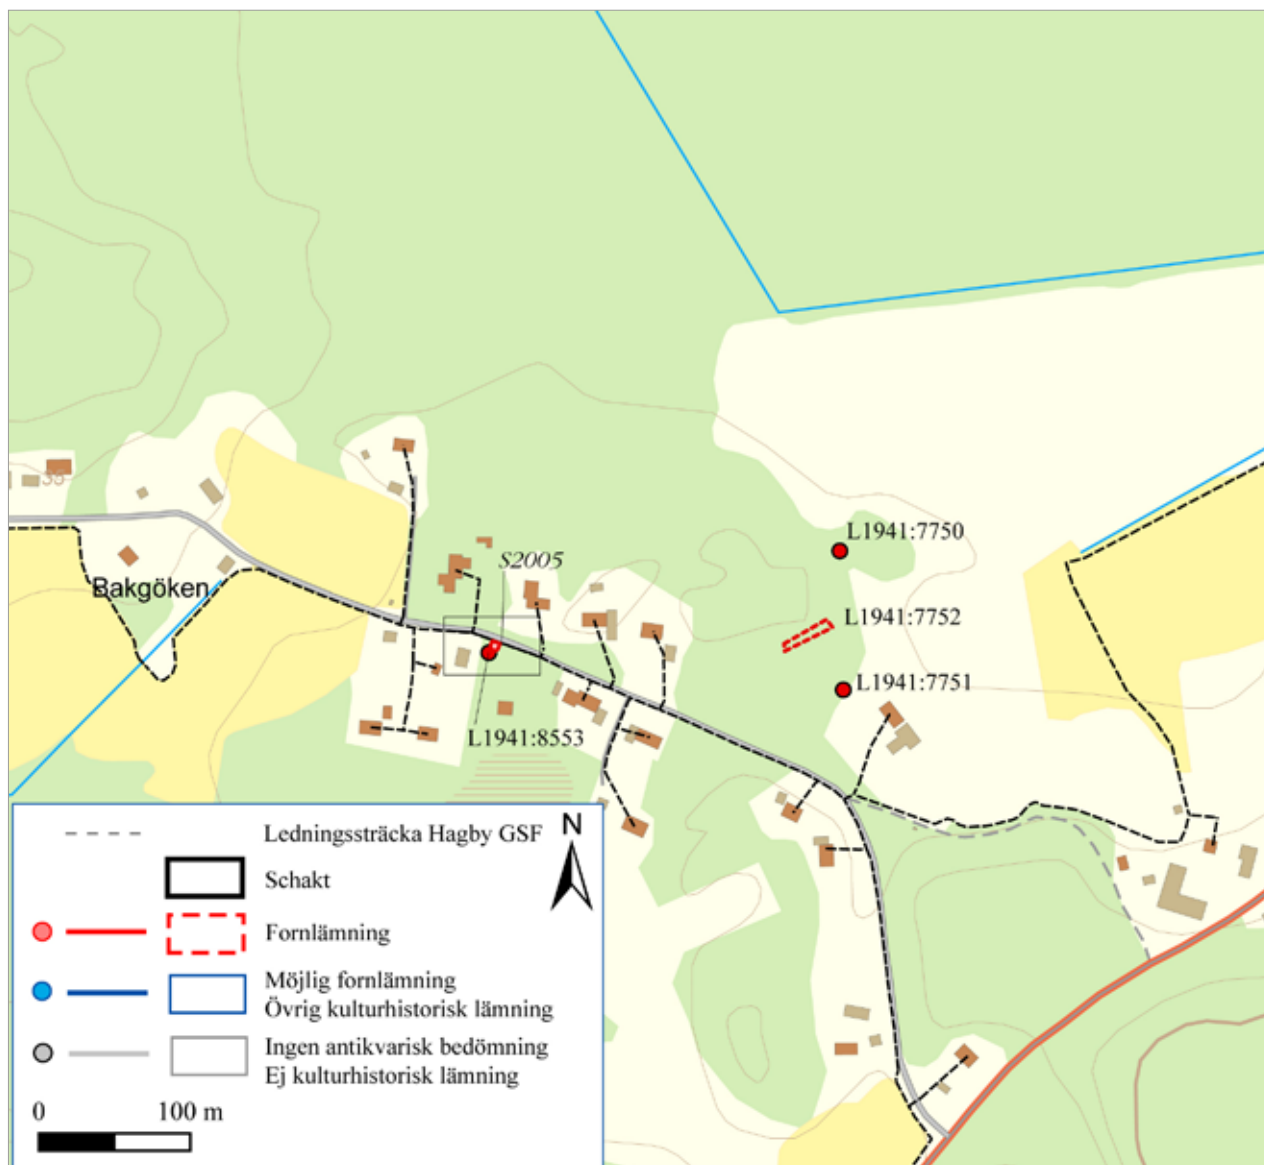 35
Bakgöken
S2005
L1941:7750
L1941:7752
L1941:7751
L1941:8553
Ledningssträcka Hagby GSF
N
Schakt
Fornlämning
Möjlig fornlämning
Övrig kulturhistorisk lämning
Ingen antikvarisk bedömning
Ej kulturhistorisk lämning
0 100 m